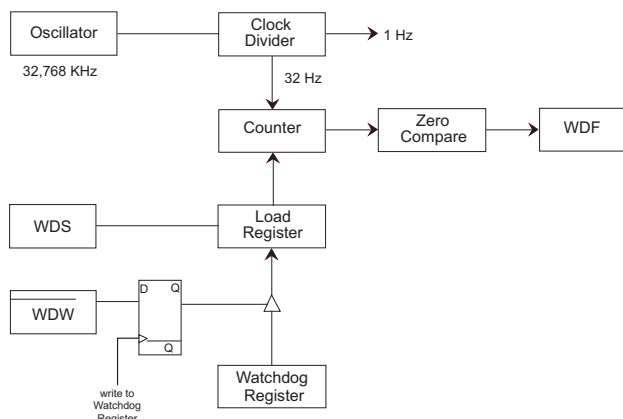 Oscillator
32,768 KHz
Clock
Divider
1 Hz
32 Hz
Counter
Zero
Compare
WDF
WDS
Load
Register
WDW
D
Q
Q
write to
Watchdog
Register
Watchdog
Register